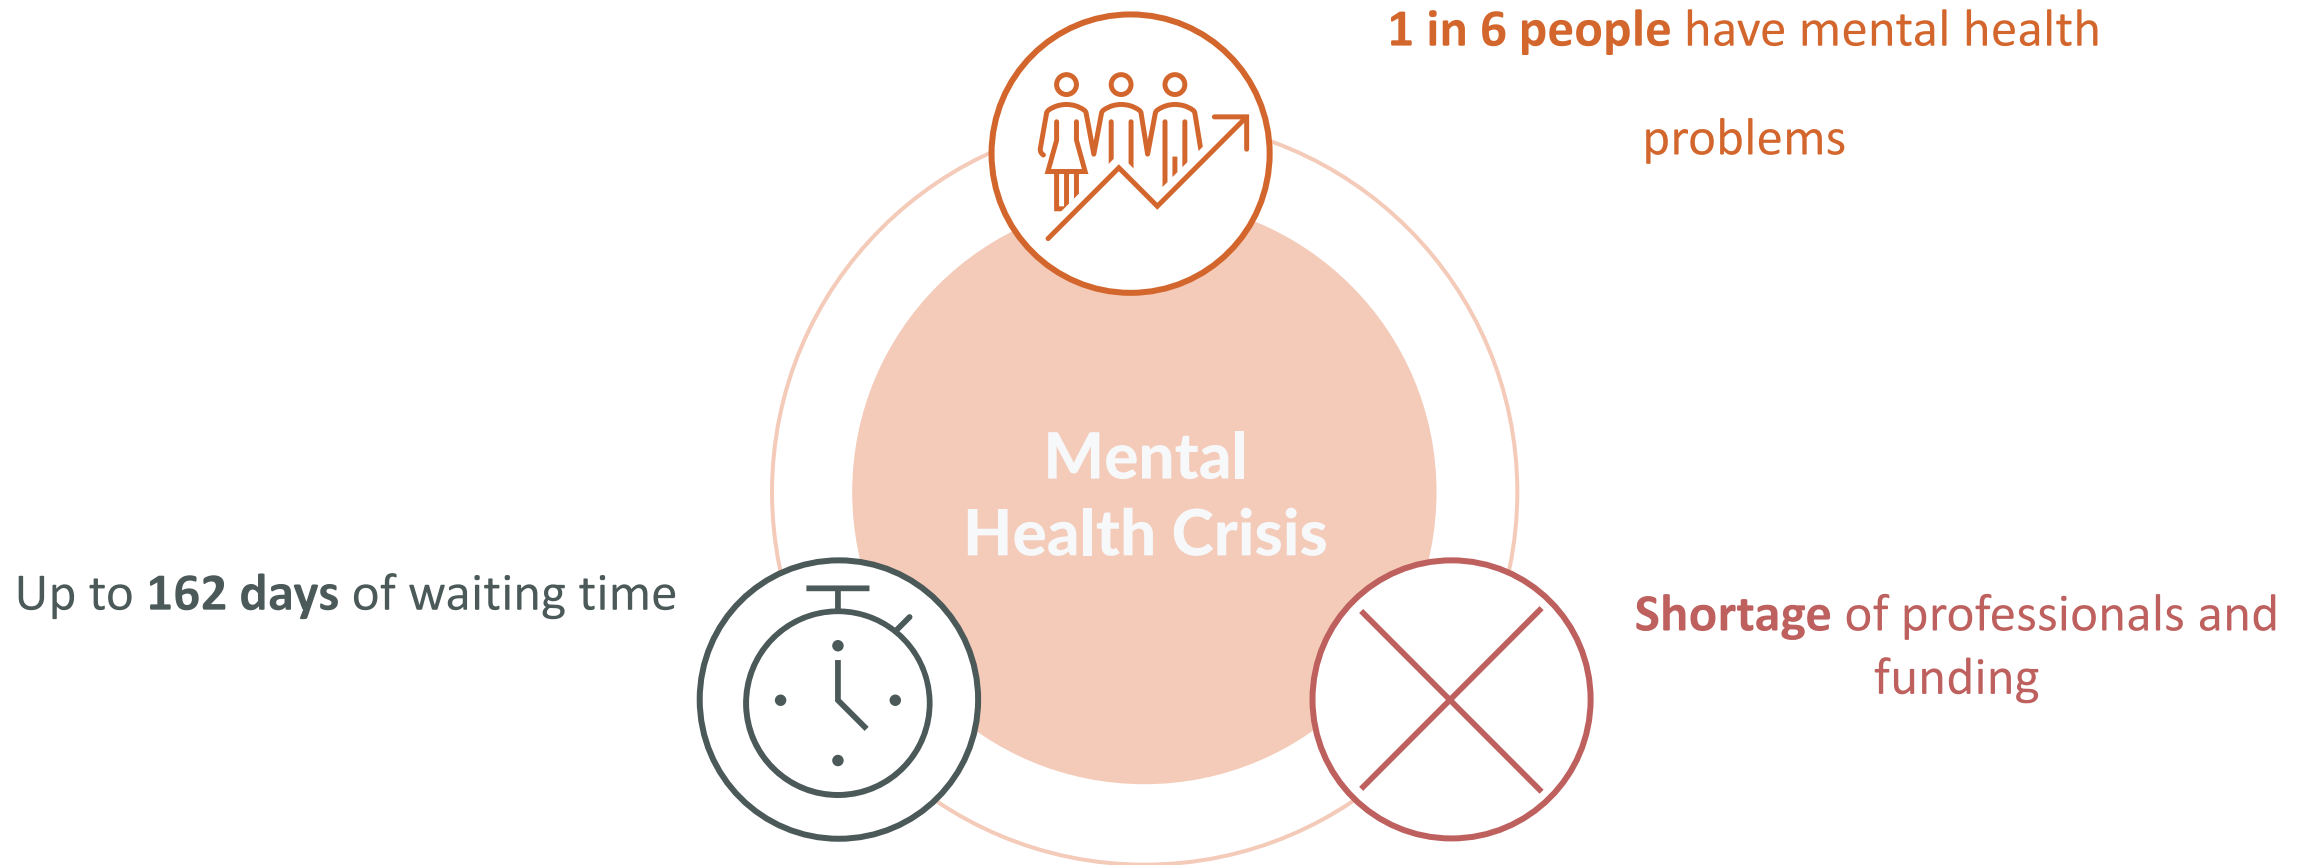 1 in 6 people have mental health
problems
Mental
Health Crisis
Up to 162 days of waiting time
Shortage of professionals and
funding